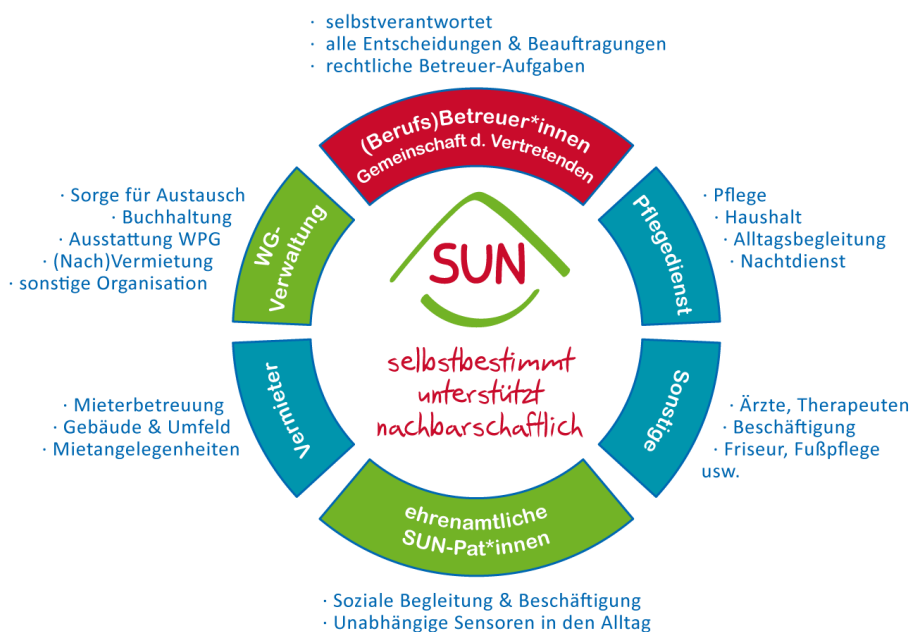 · selbstverantwortet
· alle Entscheidungen & Beauftragungen
· rechtliche Betreuer-Aufgaben
(Berufs)Betreuer*innen
Gemeinschaft d. Vertretenden
· Sorge für Austausch
· Buchhaltung
· Ausstattung WPG
· (Nach)Vermietung
· sonstige Organisation
WG-
Verwaltung
Pflegedienst
· Pflege
· Haushalt
· Alltagsbegleitung
· Nachtdienst
SUN
selbstbestimmt
unterstützt
nachbarschaftlich
· Mieterbetreuung
· Gebäude & Umfeld
· Mietangelegenheiten
Vermieter
Sonstige
· Ärzte, Therapeuten
· Beschäftigung
· Friseur, Fußpflege
usw.
ehrenamtliche
SUN-Pat*innen
· Soziale Begleitung & Beschäftigung
· Unabhängige Sensoren in den Alltag